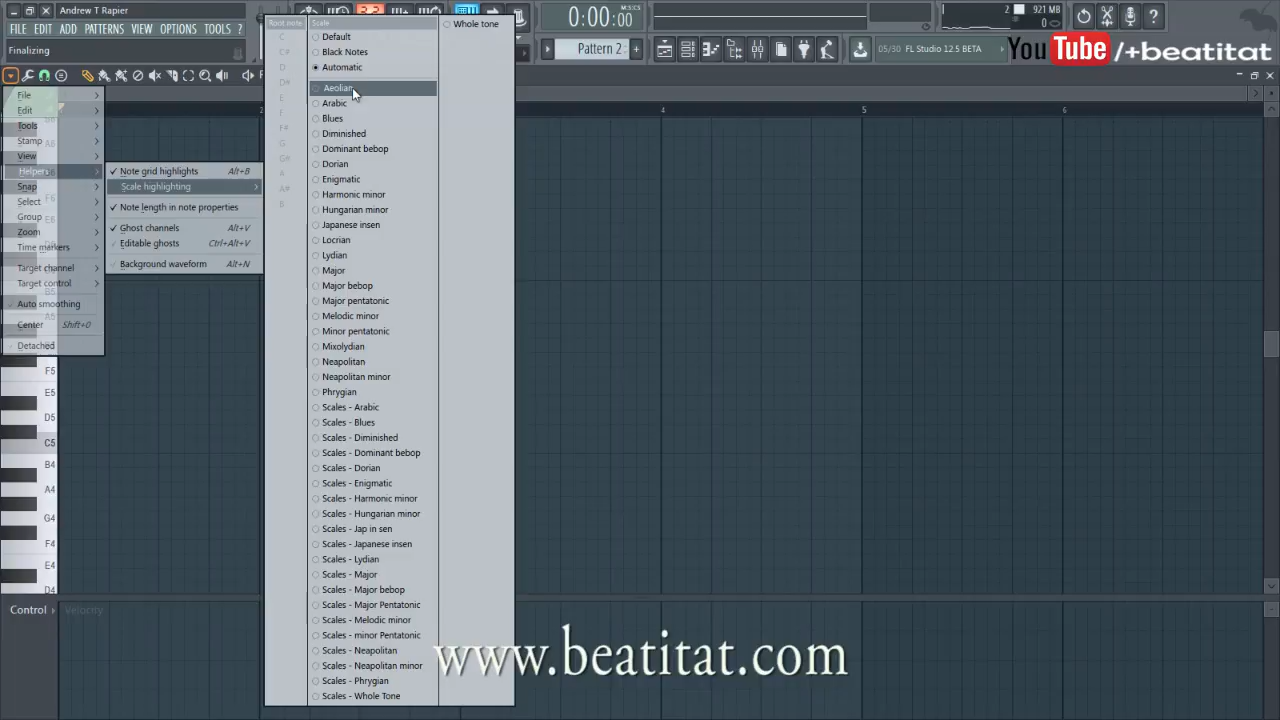 Andrew T Rapier
FILE EDIT ADD PATTERNS VIEW OPTIONS TOOLS ?
Finalizing
0:00:00
M:S:CS
2
921 MB
0
Pattern 2
+
05/30 FL Studio 12.5 BETA
You Tube /+beatitat
File
Edit
Tools
Stamp
View
Helpers
Snap
Select
Group
Zoom
Time markers
Target channel
Target control
Auto smoothing
Center Shift+0
Detached
Note grid highlights Alt+B
Scale highlighting
Note length in note properties
Ghost channels Alt+V
Editable ghosts Ctrl+Alt+V
Background waveform Alt+N
Root note
C
C#
D
D#
E
F
F#
G
G#
A
A#
B
Scale
Default
Black Notes
Automatic
Aeolian
Arabic
Blues
Diminished
Dominant bebop
Dorian
Enigmatic
Harmonic minor
Hungarian minor
Japanese insen
Locrian
Lydian
Major
Major bebop
Major pentatonic
Melodic minor
Minor pentatonic
Mixolydian
Neapolitan
Neapolitan minor
Phrygian
Scales - Arabic
Scales - Blues
Scales - Diminished
Scales - Dominant bebop
Scales - Dorian
Scales - Enigmatic
Scales - Harmonic minor
Scales - Hungarian minor
Scales - Jap in sen
Scales - Japanese insen
Scales - Lydian
Scales - Major
Scales - Major bebop
Scales - Major Pentatonic
Scales - Melodic minor
Scales - minor Pentatonic
Scales - Neapolitan
Scales - Neapolitan minor
Scales - Phrygian
Scales - Whole Tone
Whole tone
4
5
6
F5
E5
D5
C5
B4
A4
G4
F4
E4
D4
Control
Velocity
www.beatitat.com